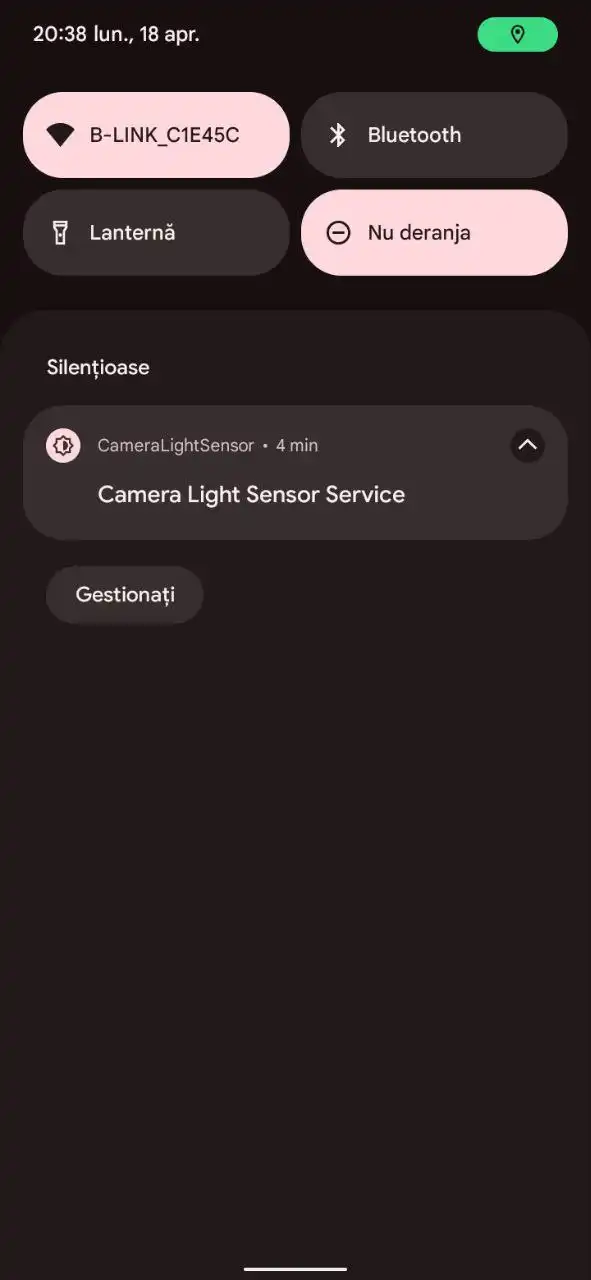 20:38 lun., 18 apr.
B-LINK_C1E45C
Bluetooth
Lanternă
Nu deranja
Silențioase
CameraLightSensor • 4 min
Camera Light Sensor Service
Gestionați